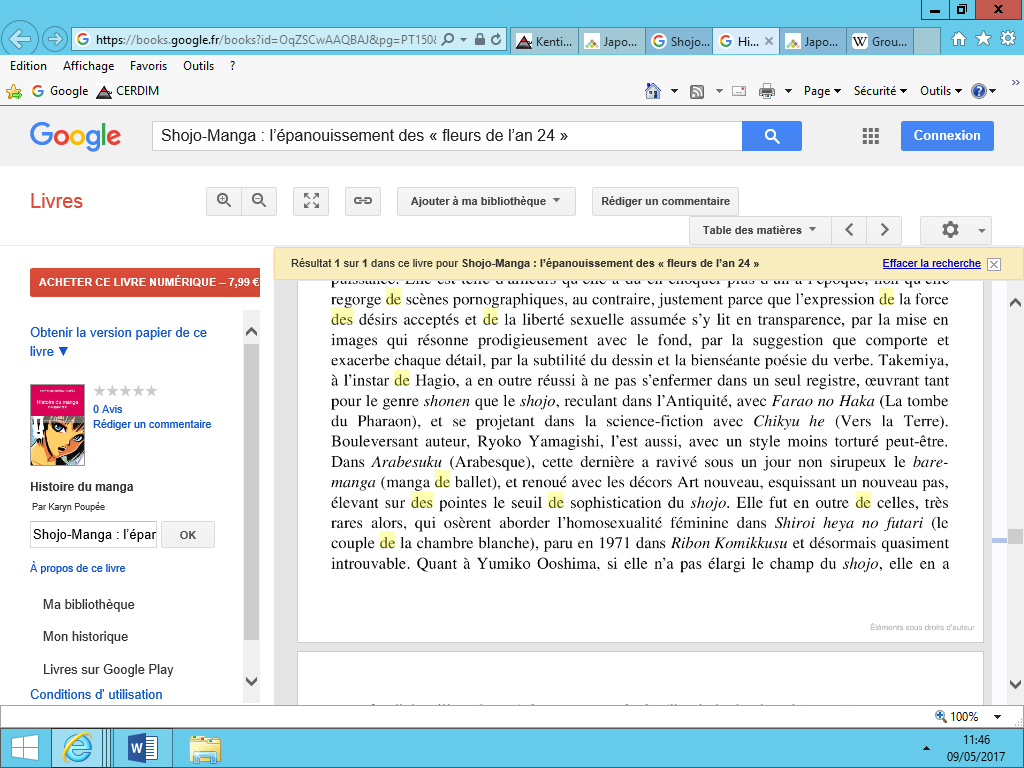 https://books.google.fr/books?id=OqZSCwAAQBAJ&pg=PT150&
Kenti...
Japo...
Shojo...
Hi...
Japo...
Grou...
Edition Affichage Favoris Outils ?
Google CERDIM
Page Sécurité Outils
Google
Shojo-Manga : l'épanouissement des « fleurs de l'an 24 »
Connexion
Livres
Ajouter à ma bibliothèque
Rédiger un commentaire
Table des matières
ACHETER CE LIVRE NUMÉRIQUE – 7,99 €
Obtenir la version papier de ce
livre ▼
0 Avis
Rédiger un commentaire
Histoire du manga
Par Karyn Poupée
Shojo-Manga : l'épar
OK
À propos de ce livre
Ma bibliothèque
Mon historique
Livres sur Google Play
Conditions d' utilisation
Résultat 1 sur 1 dans ce livre pour Shojo-Manga : l'épanouissement des « fleurs de l'an 24 »
Effacer la recherche
puissance. Elle est telle d'ailleurs qu'elle a dû en choquer plus d'un à l'époque, non qu'elle
regorge de scènes pornographiques, au contraire, justement parce que l'expression de la force
des désirs acceptés et de la liberté sexuelle assumée s'y lit en transparence, par la mise en
images qui résonne prodigieusement avec le fond, par la suggestion que comporte et
exacerbe chaque détail, par la subtilité du dessin et la bienséante poésie du verbe. Takemiya,
à l'instar de Hagio, a en outre réussi à ne pas s'enfermer dans un seul registre, œuvrant tant
pour le genre shonen que le shojo, reculant dans l'Antiquité, avec Farao no Haka (La tombe
du Pharaon), et se projetant dans la science-fiction avec Chikyu he (Vers la Terre).
Bouleversant auteur, Ryoko Yamagishi, l'est aussi, avec un style moins torturé peut-être.
Dans Arabesuku (Arabesque), cette dernière a ravivé sous un jour non sirupeux le bare-
manga (manga de ballet), et renoué avec les décors Art nouveau, esquissant un nouveau pas,
élevant sur des pointes le seuil de sophistication du shojo. Elle fut en outre de celles, très
rares alors, qui osèrent aborder l'homosexualité féminine dans Shiroi heya no futari (le
couple de la chambre blanche), paru en 1971 dans Ribon Komikkusu et désormais quasiment
introuvable. Quant à Yumiko Ooshima, si elle n'a pas élargi le champ du shojo, elle en a
Éléments sous droits d'auteur
100%
11:46
09/05/2017